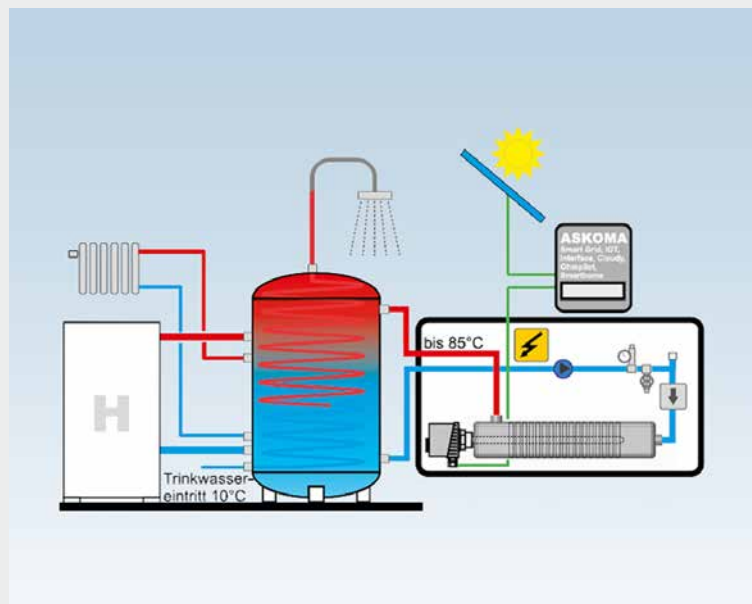 ASKOMA
Smart Grid, IOT,
Interface, Cloudy,
OhmpIlot,
Smarthome
bis 85°C
H
Trinkwasser-
eintritt 10°C